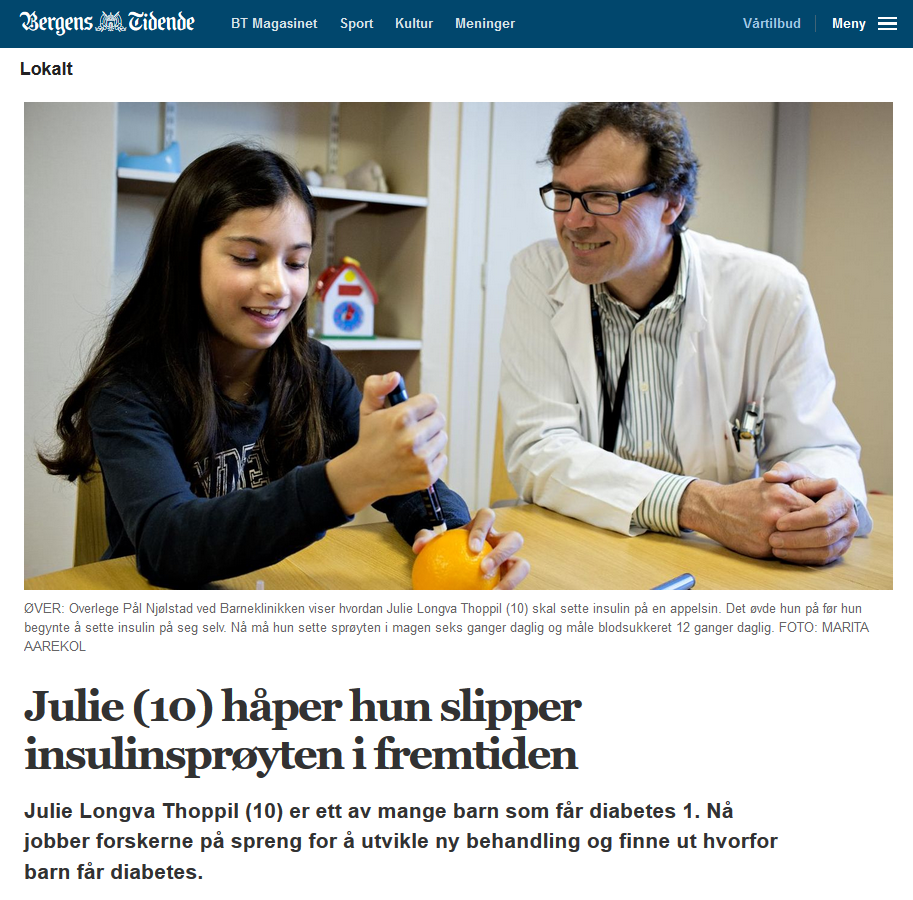 Bergens Tidende
BT Magasinet Sport Kultur Meninger Vårtilbud Meny
Lokalt
ØVER: Overlege Pål Njølstad ved Barneklinikken viser hvordan Julie Longva Thoppil (10) skal sette insulin på en appelsin. Det øvde hun på før hun
begynte å sette insulin på seg selv. Nå må hun sette sprøyten i magen seks ganger daglig og måle blodsukkeret 12 ganger daglig. FOTO: MARITA
AAREKOL
Julie (10) håper hun slipper
insulinsprøyten i fremtiden
Julie Longva Thoppil (10) er ett av mange barn som får diabetes 1. Nå
jobber forskerne på spreng for å utvikle ny behandling og finne ut hvorfor
barn får diabetes.